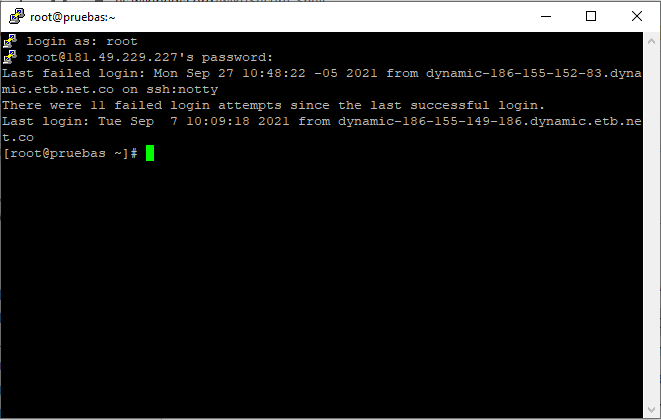 root@pruebas:~
login as: root
root@181.49.229.227's password:
Last failed login: Mon Sep 27 10:48:22 -05 2021 from dynamic-186-155-152-83.dyna
mic.etb.net.co on ssh:notty
There were 11 failed login attempts since the last successful login.
Last login: Tue Sep  7 10:09:18 2021 from dynamic-186-155-149-186.dynamic.etb.ne
t.co
[root@pruebas ~]#